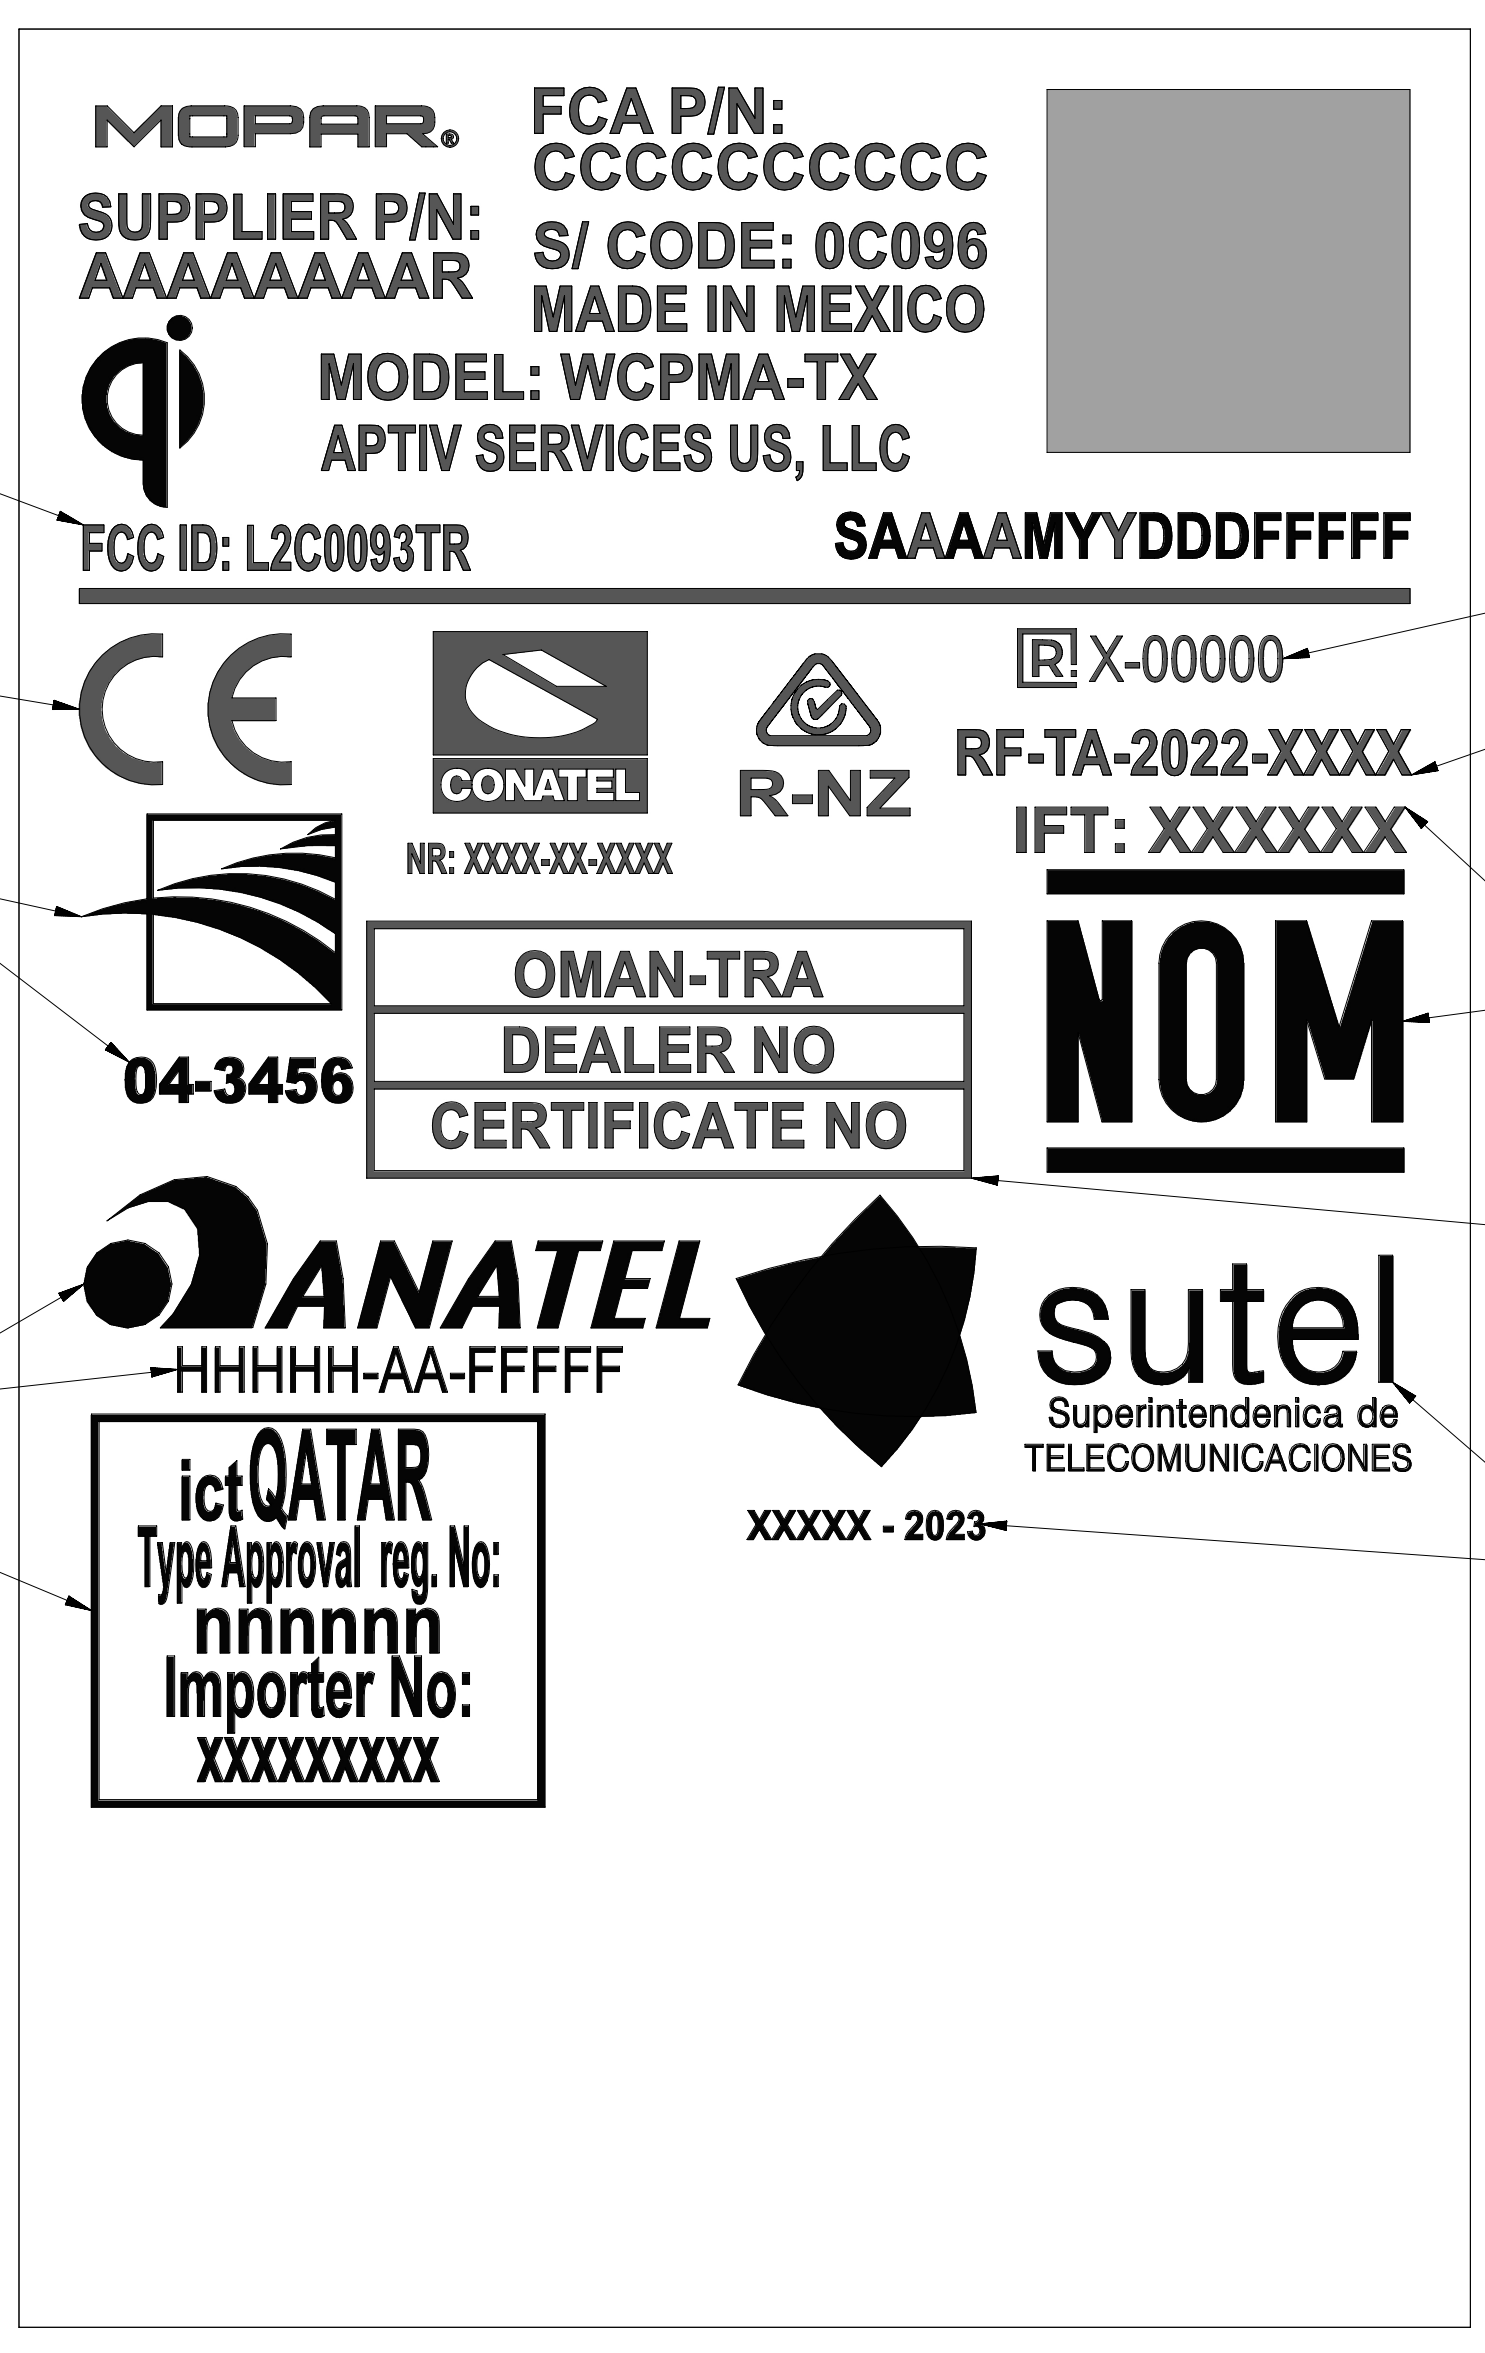 MOPAR®
SUPPLIER P/N:
AAAAAAAAR
FCA P/N:
CCCCCCCCCC
S/ CODE: 0C096
MADE IN MEXICO
qi
MODEL: WCPMA-TX
APTIV SERVICES US, LLC
FCC ID: L2C0093TR
SAAAAMYYDDDFFFFF
CE
CONATEL
NR: XXXX-XX-XXXX
R-NZ
R! X-00000
RF-TA-2022-XXXX
IFT: XXXXXX
NOM
04-3456
OMAN-TRA
DEALER NO
CERTIFICATE NO
ANATEL
HHHHH-AA-FFFFF
sutel
Superintendenica de
TELECOMUNICACIONES
XXXXX - 2023
ictQATAR
Type Approval reg. No:
nnnnnn
Importer No:
XXXXXXXXX